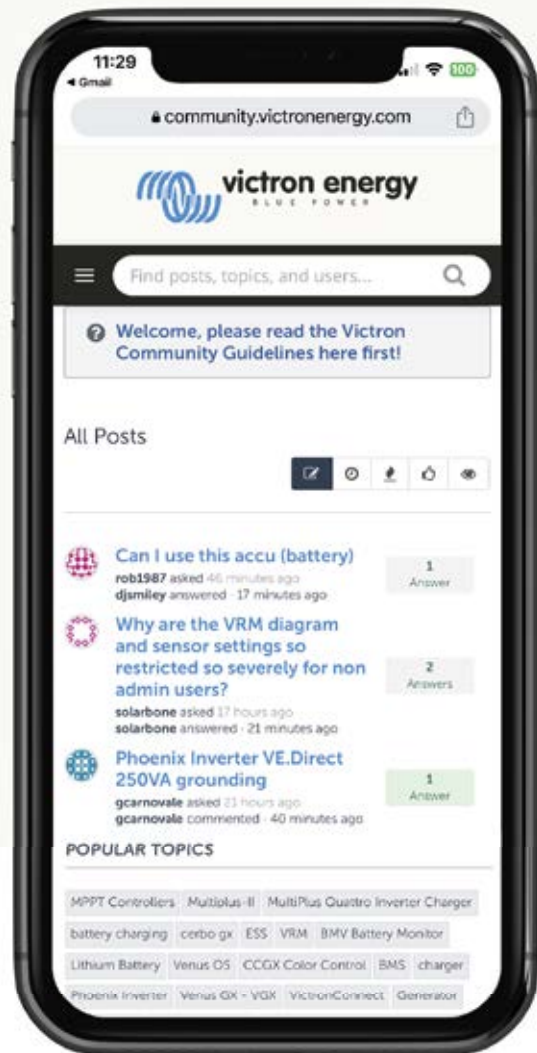 11:29
Gmail
100
community.victronenergy.com
victron energy
BLUE POWER
Find posts, topics, and users...
Welcome, please read the Victron
Community Guidelines here first!
All Posts
Can I use this accu (battery)
rob1987 asked 46 minutes ago
djsmiley answered · 17 minutes ago
1
Answer
Why are the VRM diagram
and sensor settings so
restricted so severely for non
admin users?
solarbone asked 17 hours ago
solarbone answered · 21 minutes ago
2
Answers
Phoenix Inverter VE.Direct
250VA grounding
gcarnovale asked 21 hours ago
gcarnovale commented · 40 minutes ago
1
Answer
POPULAR TOPICS
MPPT Controllers Multiplus-II MultiPlus Quattro Inverter Charger
battery charging cerbo gx ESS VRM BMV Battery Monitor
Lithium Battery Venus OS CCGX Color Control BMS charger
Phoenix Inverter Venus GX - VGX VictronConnect Generator